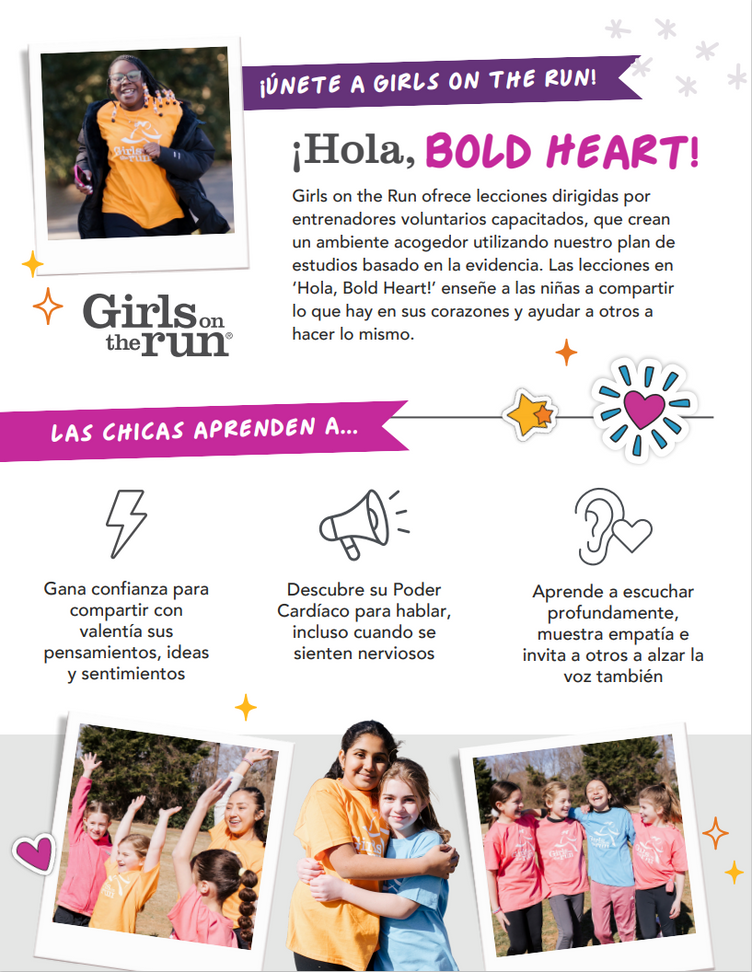 ¡ÚNETE A GIRLS ON THE RUN!
¡Hola, BOLD HEART!
Girls on the Run ofrece lecciones dirigidas por
entrenadores voluntarios capacitados, que crean
un ambiente acogedor utilizando nuestro plan de
estudios basado en la evidencia. Las lecciones en
‘Hola, Bold Heart!’ enseñe a las niñas a compartir
lo que hay en sus corazones y ayudar a otros a
hacer lo mismo.
Girls on
the run®
LAS CHICAS APRENDEN A...
Gana confianza para
compartir con
valentía sus
pensamientos, ideas
y sentimientos
Descubre su Poder
Cardíaco para hablar,
incluso cuando se
sienten nerviosos
Aprende a escuchar
profundamente,
muestra empatía e
invita a otros a alzar la
voz también